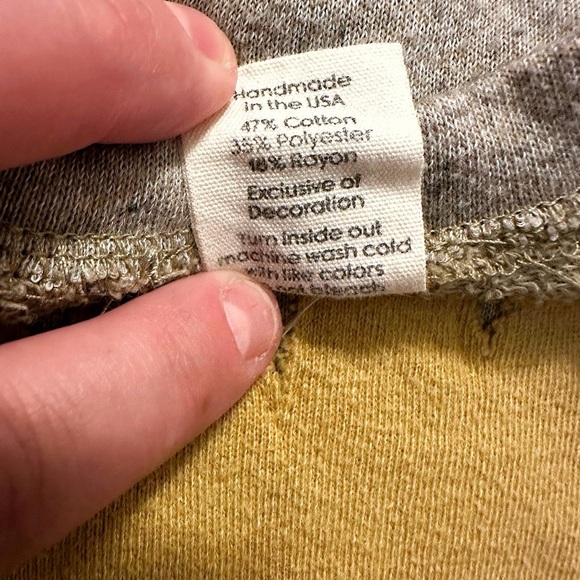 Handmade
in the USA
47% Cotton
35% Polyester
18% Rayon
Exclusive of
Decoration
Turn inside out
machine wash cold
with like colors